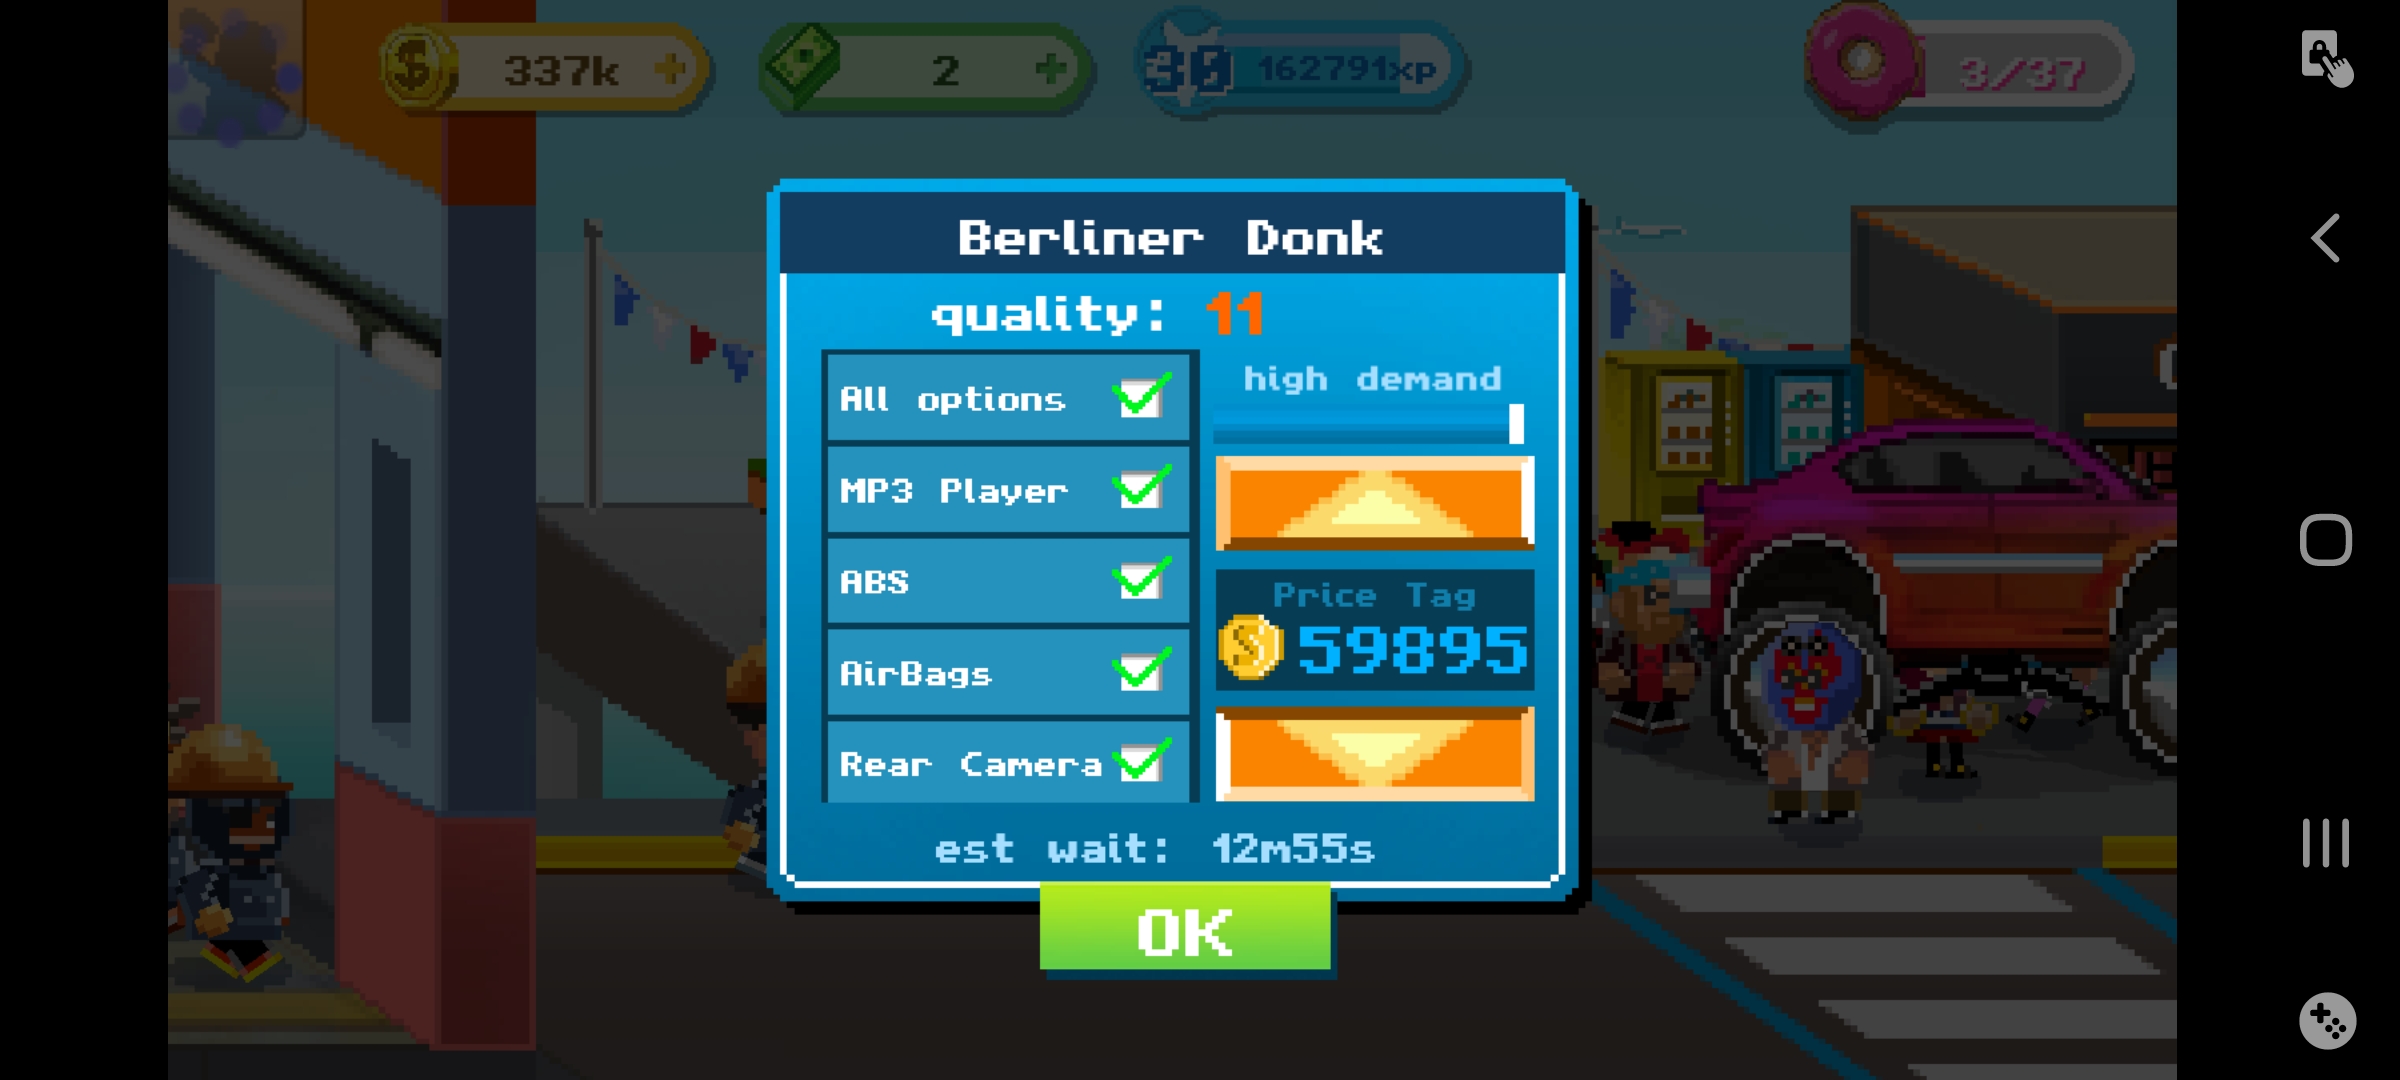 337k
2
30 162791xp
3/37
Berliner Donk
quality: 11
All options
MP3 Player
ABS
AirBags
Rear Camera
high demand
Price Tag
59895
est wait: 12m55s
OK